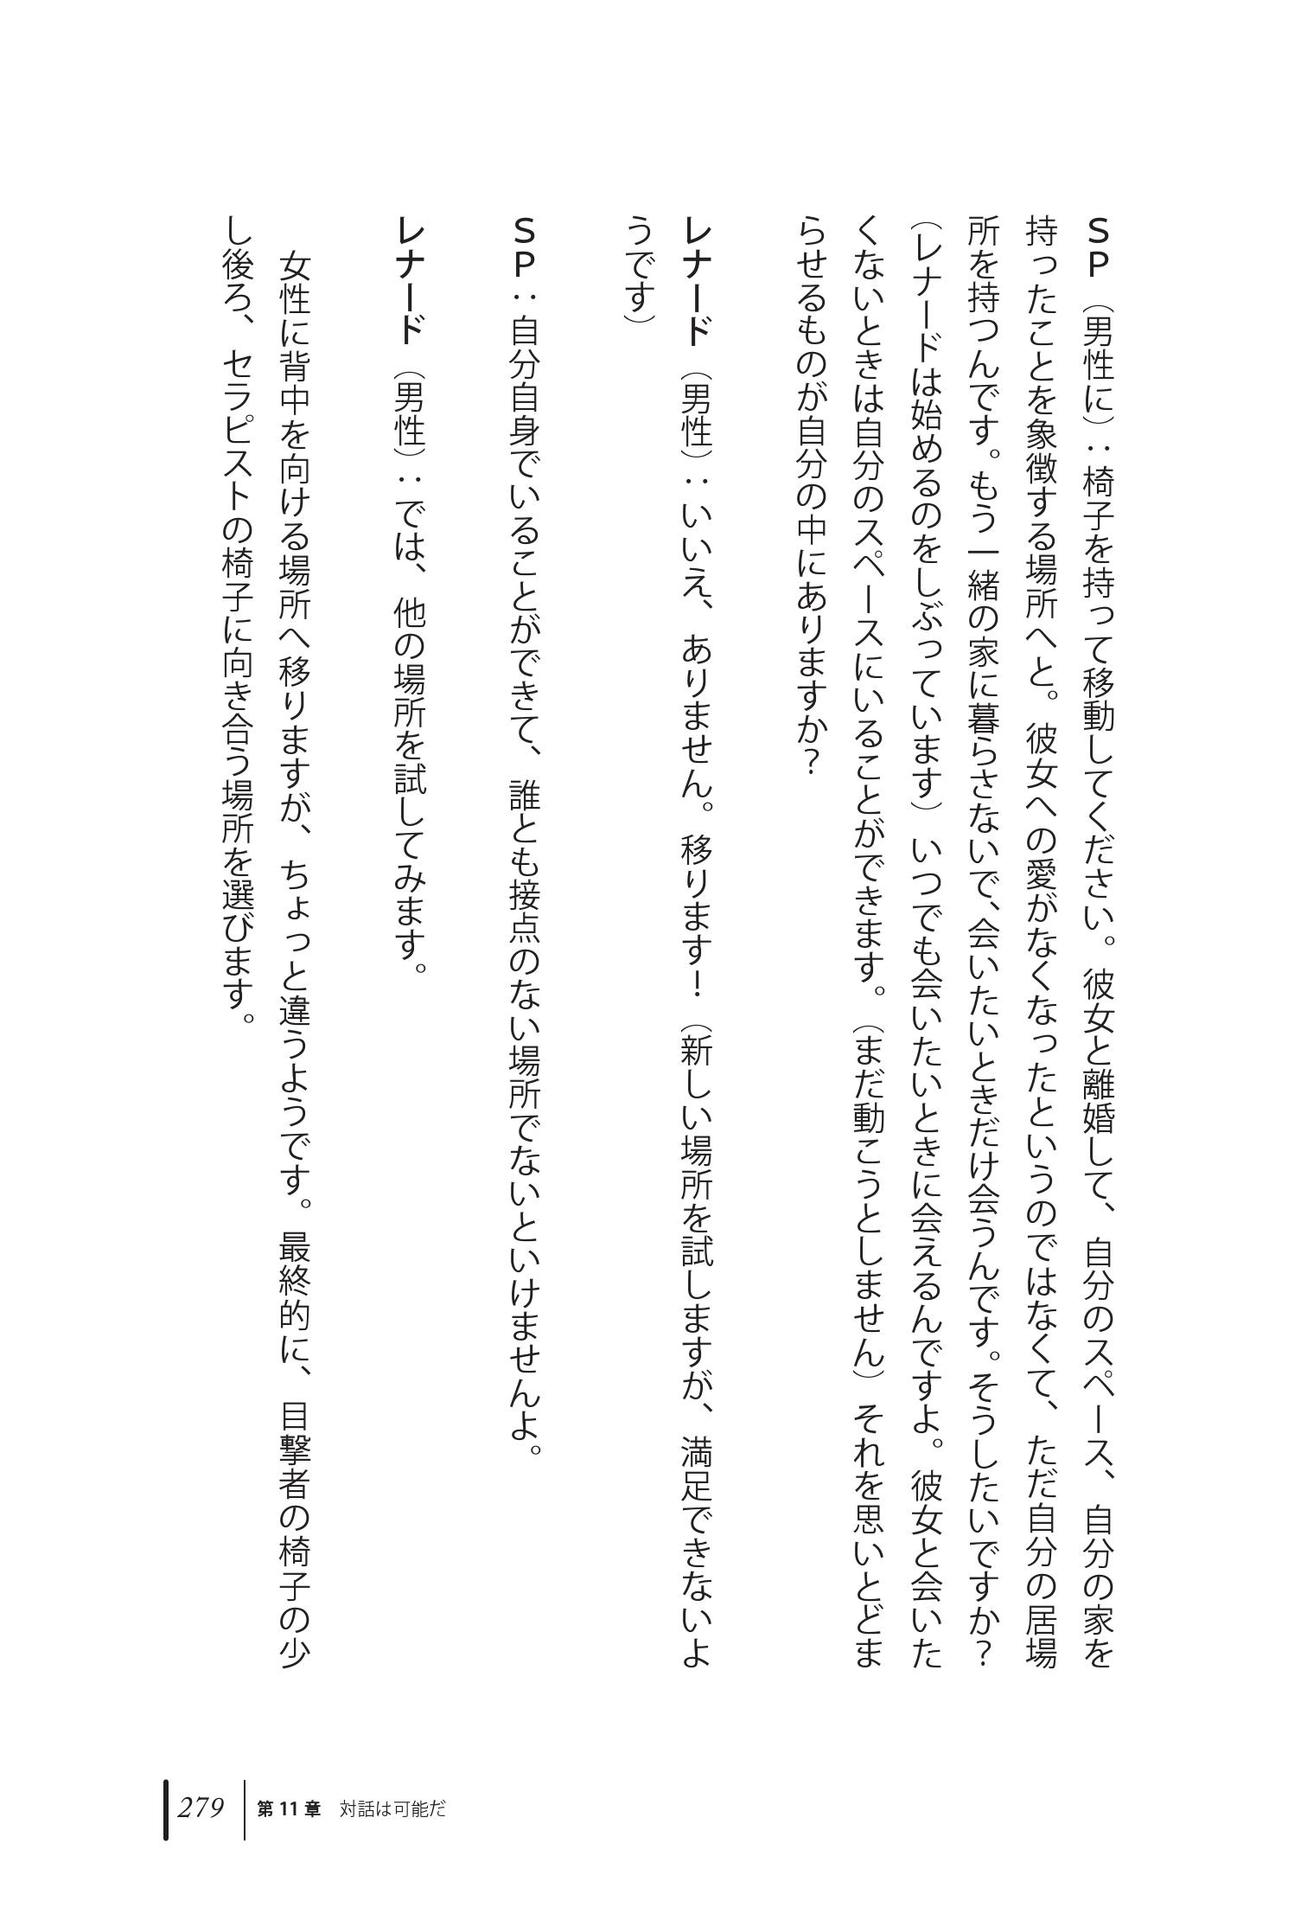 ＳＰ（男性に）：椅子を持って移動してください。彼女と離婚して、自分のスペース、自分の家を
持ったことを象徴する場所へと。彼女への愛がなくなったというのではなくて、ただ自分の居場
所を持つんです。もう一緒の家に暮らさないで、会いたいときだけ会うんです。そうしたいですか？
（レナードは始めるのをしぶっています）いつでも会いたいときに会えるんですよ。彼女と会いた
くないときは自分のスペースにいることができます。（まだ動こうとしません）それを思いとどま
らせるものが自分の中にありますか？
レナード（男性）：いいえ、ありません。移ります！（新しい場所を試しますが、満足できないよ
うです）
ＳＰ：自分自身でいることができて、誰とも接点のない場所でないといけませんよ。
レナード（男性）：では、他の場所を試してみます。
女性に背中を向ける場所へ移りますが、ちょっと違うようです。最終的に、目撃者の椅子の少
し後ろ、セラピストの椅子に向き合う場所を選びます。
279 第11章 対話は可能だ